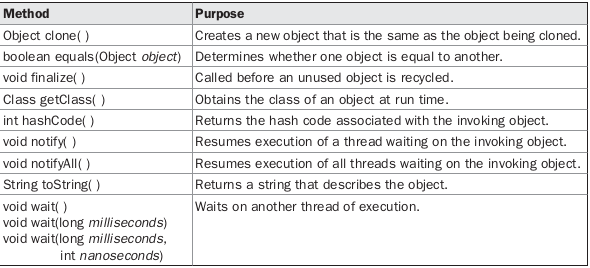 Method Purpose
Object clone( ) Creates a new object that is the same as the object being cloned.
boolean equals(Object object) Determines whether one object is equal to another.
void finalize( ) Called before an unused object is recycled.
Class getClass( ) Obtains the class of an object at run time.
int hashCode( ) Returns the hash code associated with the invoking object.
void notify( ) Resumes execution of a thread waiting on the invoking object.
void notifyAll( ) Resumes execution of all threads waiting on the invoking object.
String toString( ) Returns a string that describes the object.
void wait( ) Waits on another thread of execution.
void wait(long milliseconds)
void wait(long milliseconds,
int nanoseconds)